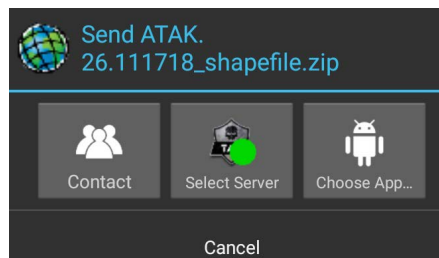 Send ATAK.
26.111718_shapefile.zip
Contact
Select Server
Choose App...
Cancel